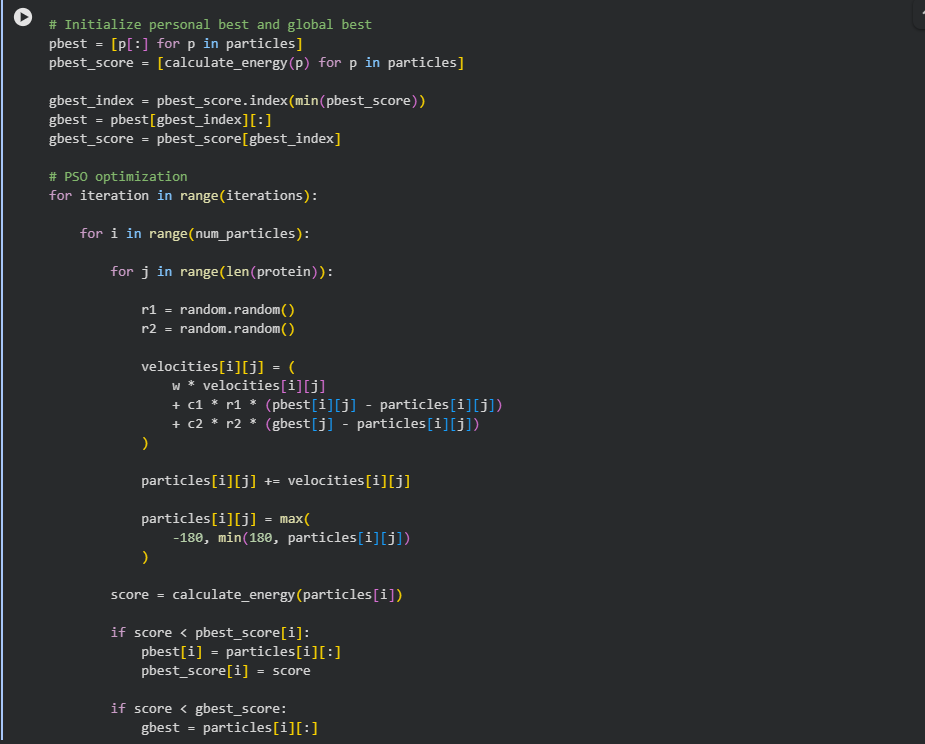 # Initialize personal best and global best
pbest = [p[:] for p in particles]
pbest_score = [calculate_energy(p) for p in particles]
gbest_index = pbest_score.index(min(pbest_score))
gbest = pbest[gbest_index][:]
gbest_score = pbest_score[gbest_index]
# PSO optimization
for iteration in range(iterations):
for i in range(num_particles):
for j in range(len(protein)):
r1 = random.random()
r2 = random.random()
velocities[i][j] = (
w * velocities[i][j]
+ c1 * r1 * (pbest[i][j] - particles[i][j])
+ c2 * r2 * (gbest[j] - particles[i][j])
)
particles[i][j] += velocities[i][j]
particles[i][j] = max(
-180, min(180, particles[i][j])
)
score = calculate_energy(particles[i])
if score < pbest_score[i]:
pbest[i] = particles[i][:]
pbest_score[i] = score
if score < gbest_score:
gbest = particles[i][:]